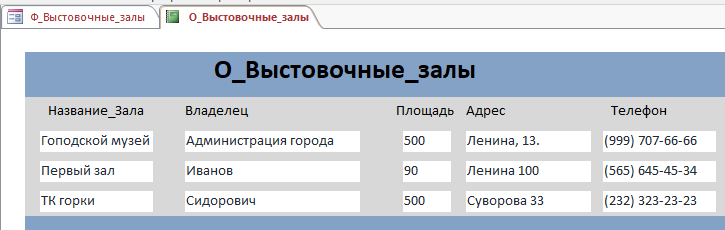 Ф_Выстовочные_залы О_Выстовочные_залы
О_Выстовочные_залы
Название_Зала Владелец Площадь Адрес Телефон
Гоподской музей Администрация города 500 Ленина, 13. (999) 707-66-66
Первый зал Иванов 90 Ленина 100 (565) 645-45-34
ТК горки Сидорович 500 Суворова 33 (232) 323-23-23